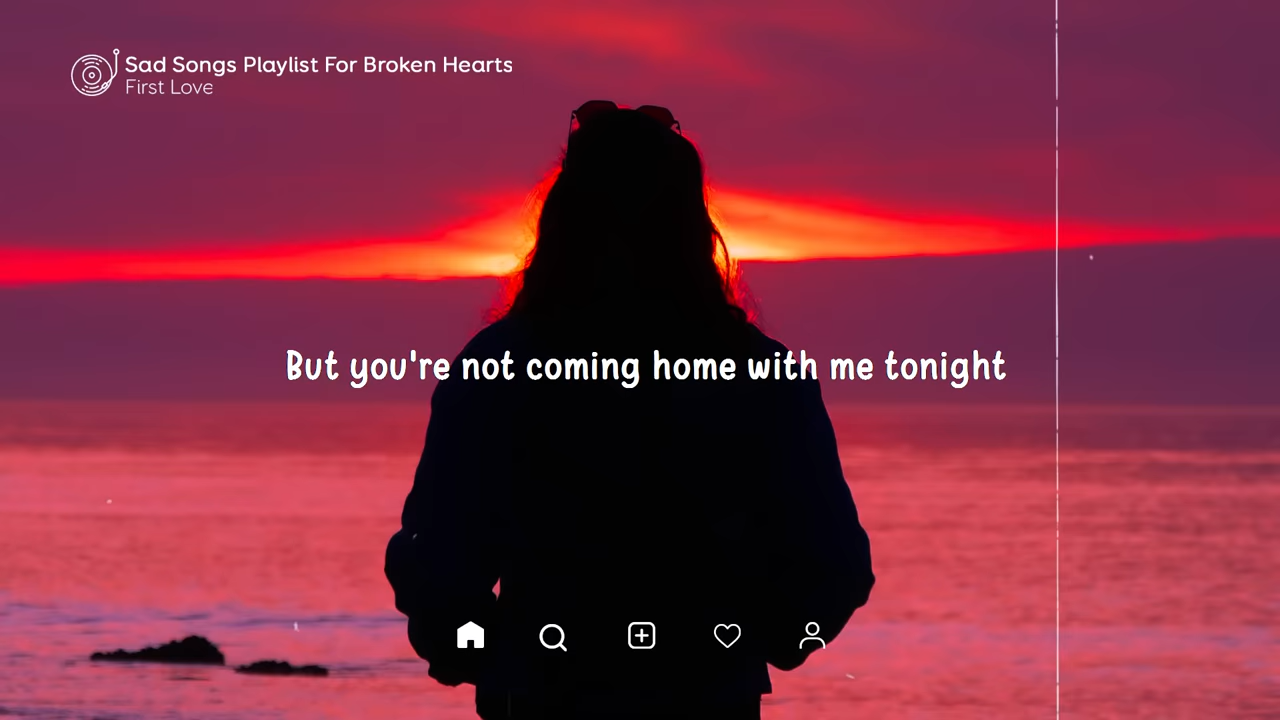 Sad Songs Playlist For Broken Hearts
First Love
But you're not coming home with me tonight